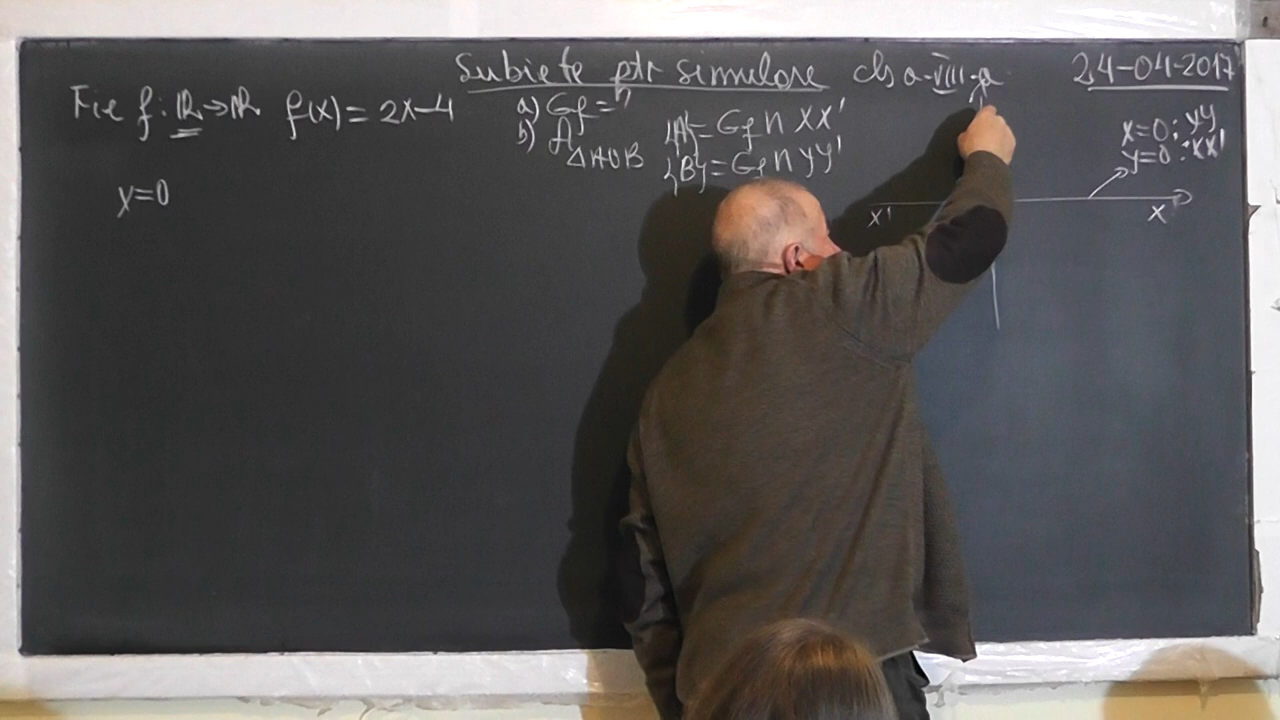 Subiete ptr simulare cls a-VIII-a 24-04-2017
Fie f: ℝ→ℝ f(x)=2x-4
a) Gf=?
b) A ΔAOB
{A}=Gf∩XX'
{B}=Gf∩YY'
x=0: YY'
y=0: XX'
x=0
X' X